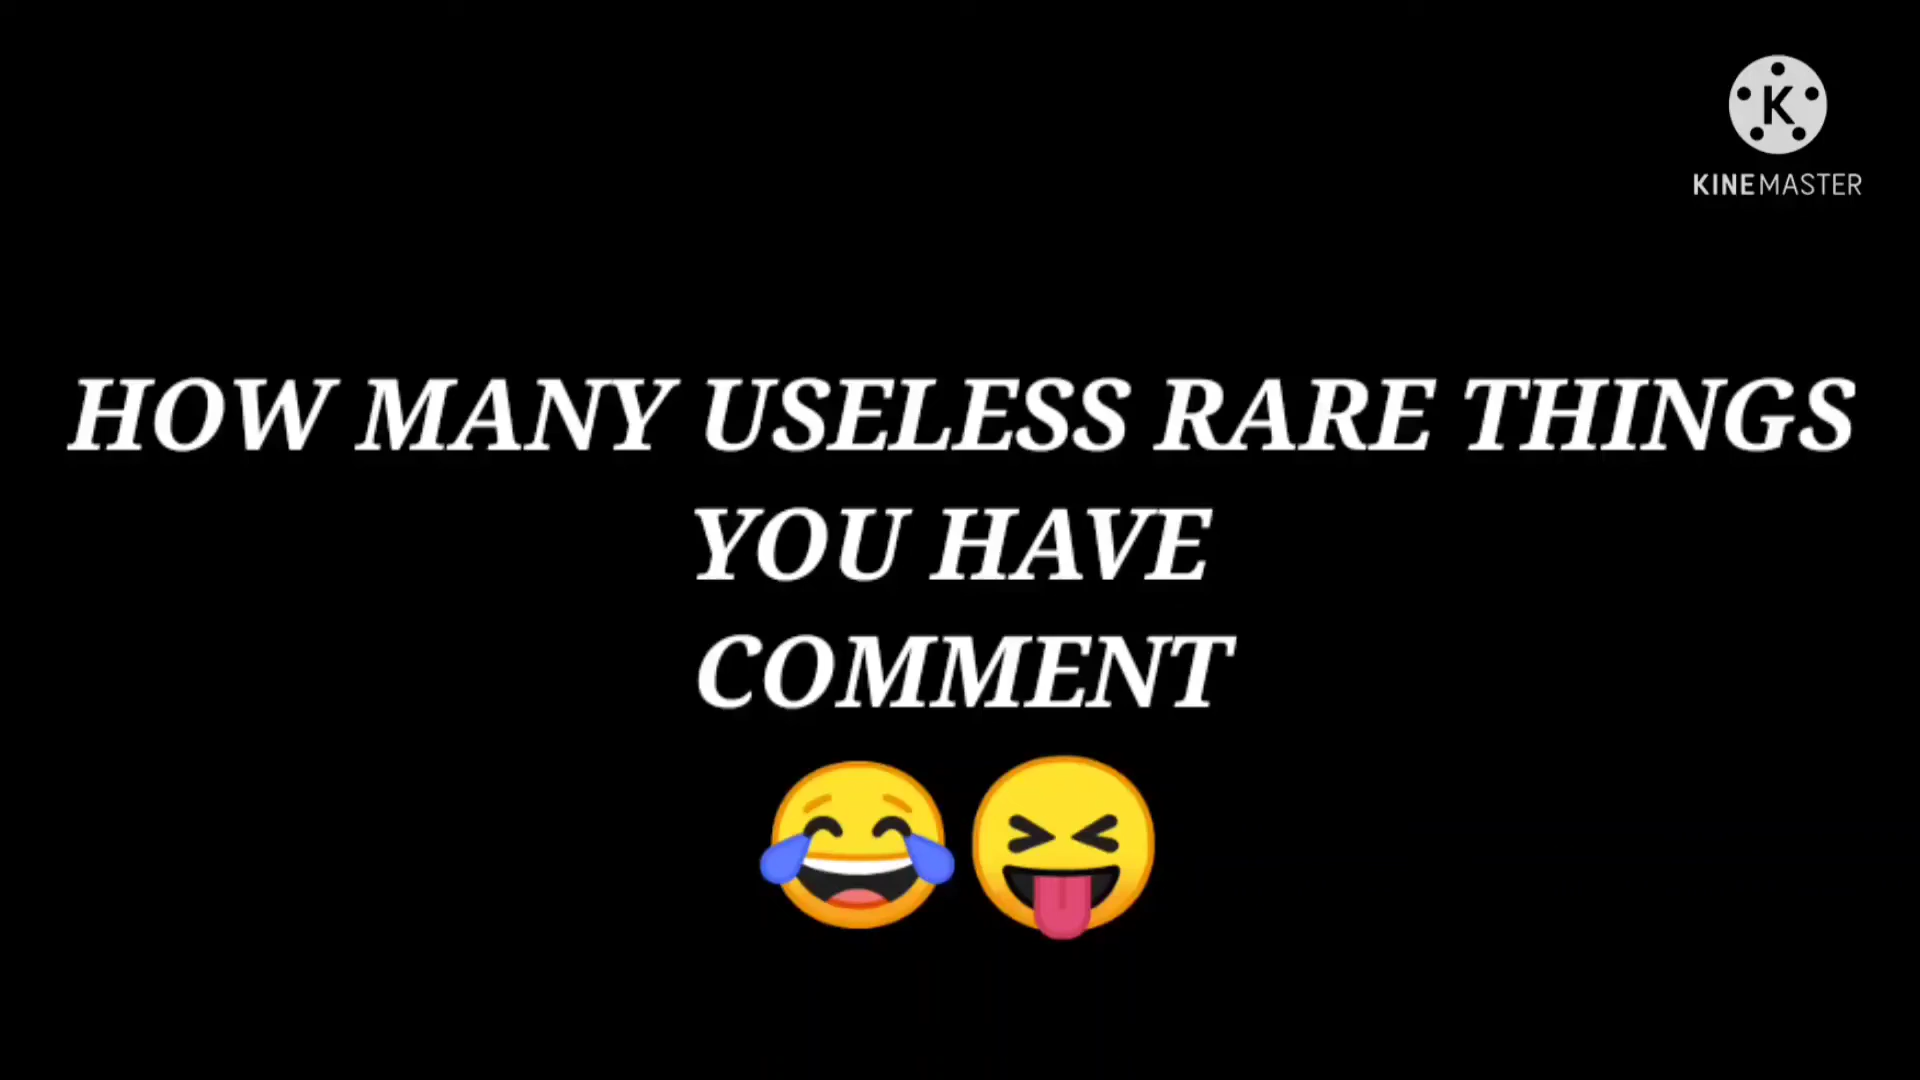 K
KINEMASTER
HOW MANY USELESS RARE THINGS
YOU HAVE
COMMENT
😂😝